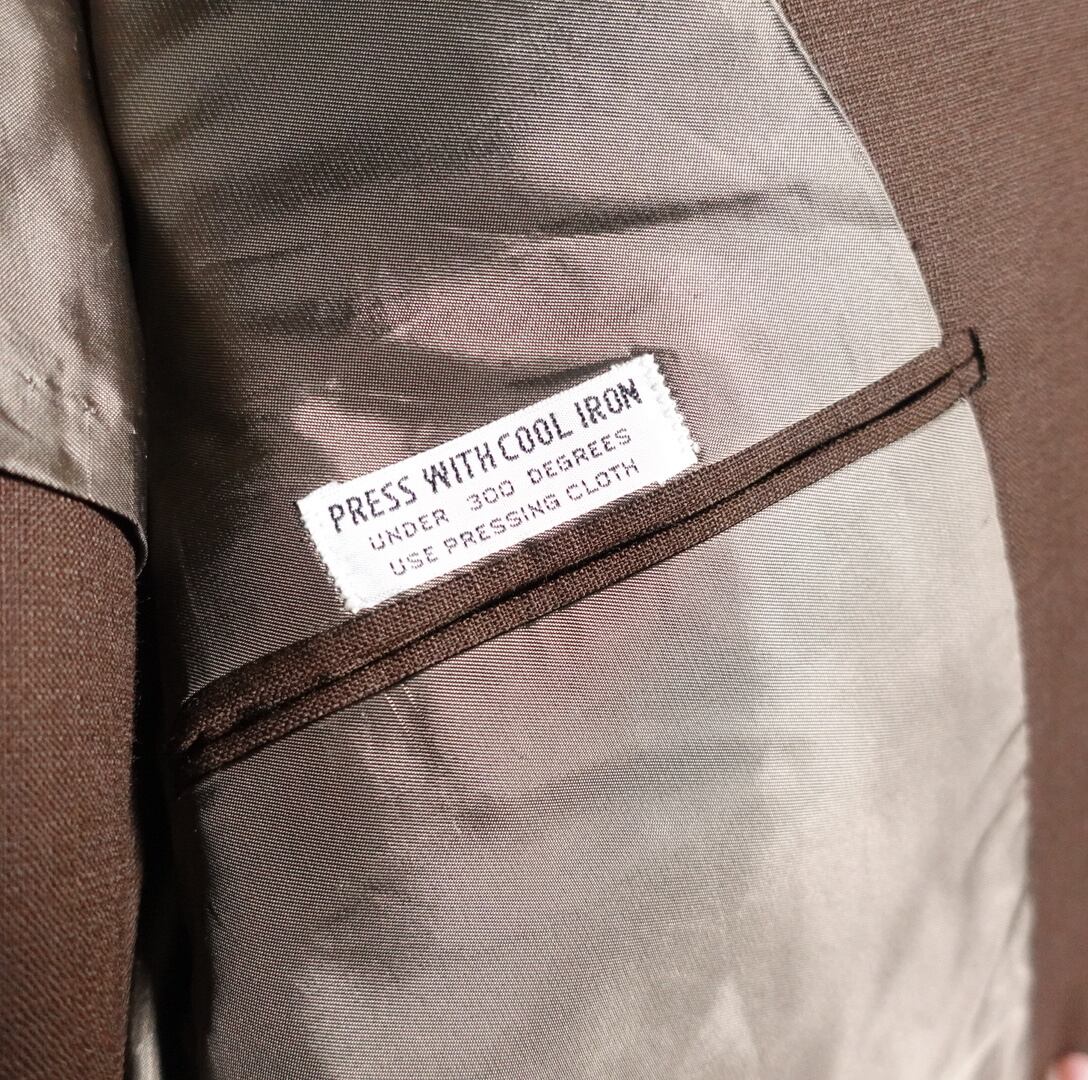 PRESS WITH COOL IRON
UNDER 300 DEGREES
USE PRESSING CLOTH